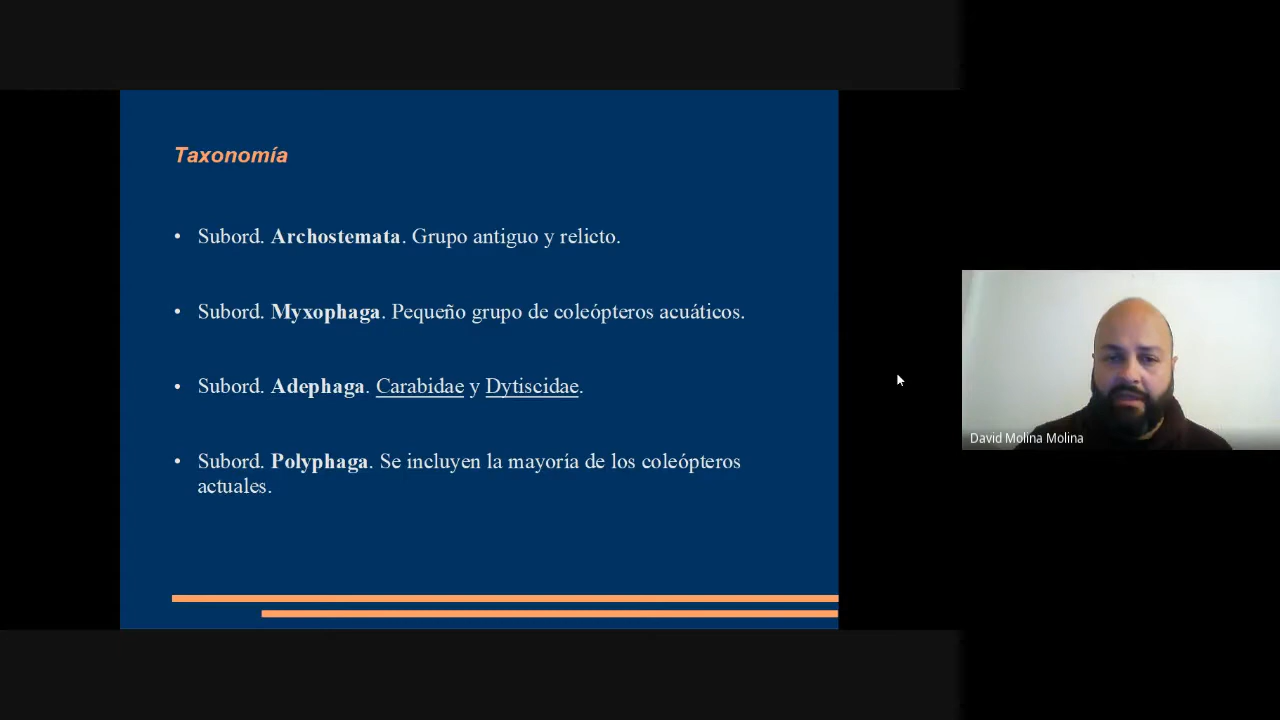 Taxonomía
• Subord. Archostemata. Grupo antiguo y relicto.
• Subord. Myxophaga. Pequeño grupo de coleópteros acuáticos.
• Subord. Adephaga. Carabidae y Dytiscidae.
• Subord. Polyphaga. Se incluyen la mayoría de los coleópteros
actuales.
David Molina Molina